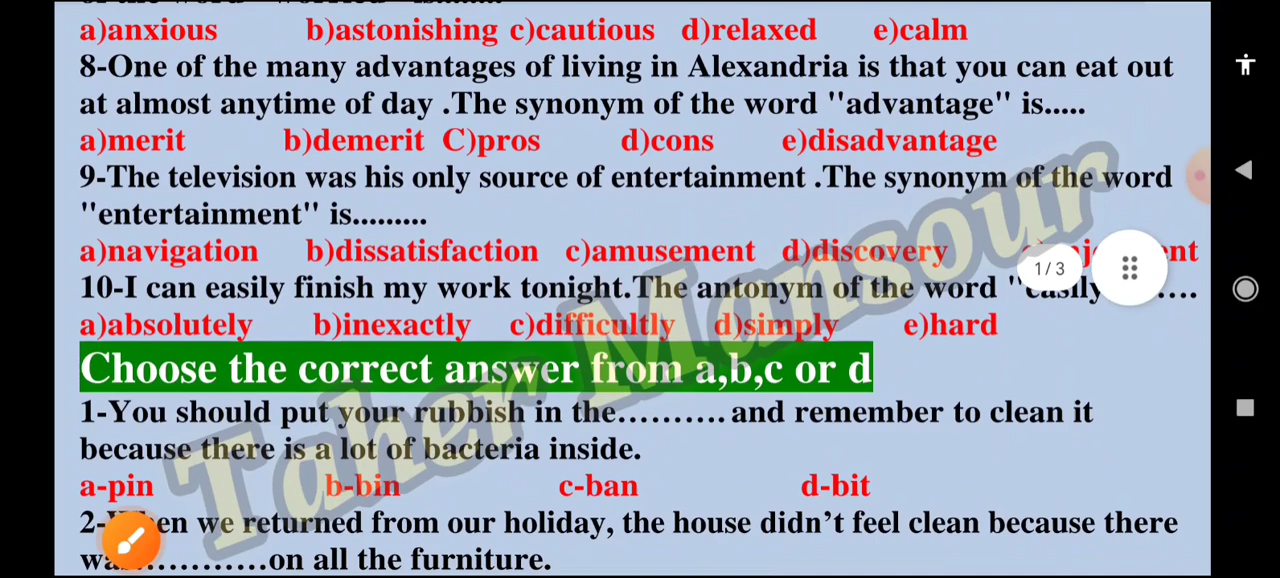 a)anxious b)astonishing c)cautious d)relaxed e)calm
8-One of the many advantages of living in Alexandria is that you can eat out
at almost anytime of day .The synonym of the word "advantage" is.....
a)merit b)demerit C)pros d)cons e)disadvantage
9-The television was his only source of entertainment .The synonym of the word
"entertainment" is.........
a)navigation b)dissatisfaction c)amusement d)discovery
1/3
10-I can easily finish my work tonight.The antonym of the word "easily ....
a)absolutely b)inexactly c)difficultly d)simply e)hard
Choose the correct answer from a,b,c or d
1-You should put your rubbish in the.......... and remember to clean it
because there is a lot of bacteria inside.
a-pin b-bin c-ban d-bit
2- we returned from our holiday, the house didn't feel clean because there
...........on all the furniture.
Taher Mansour